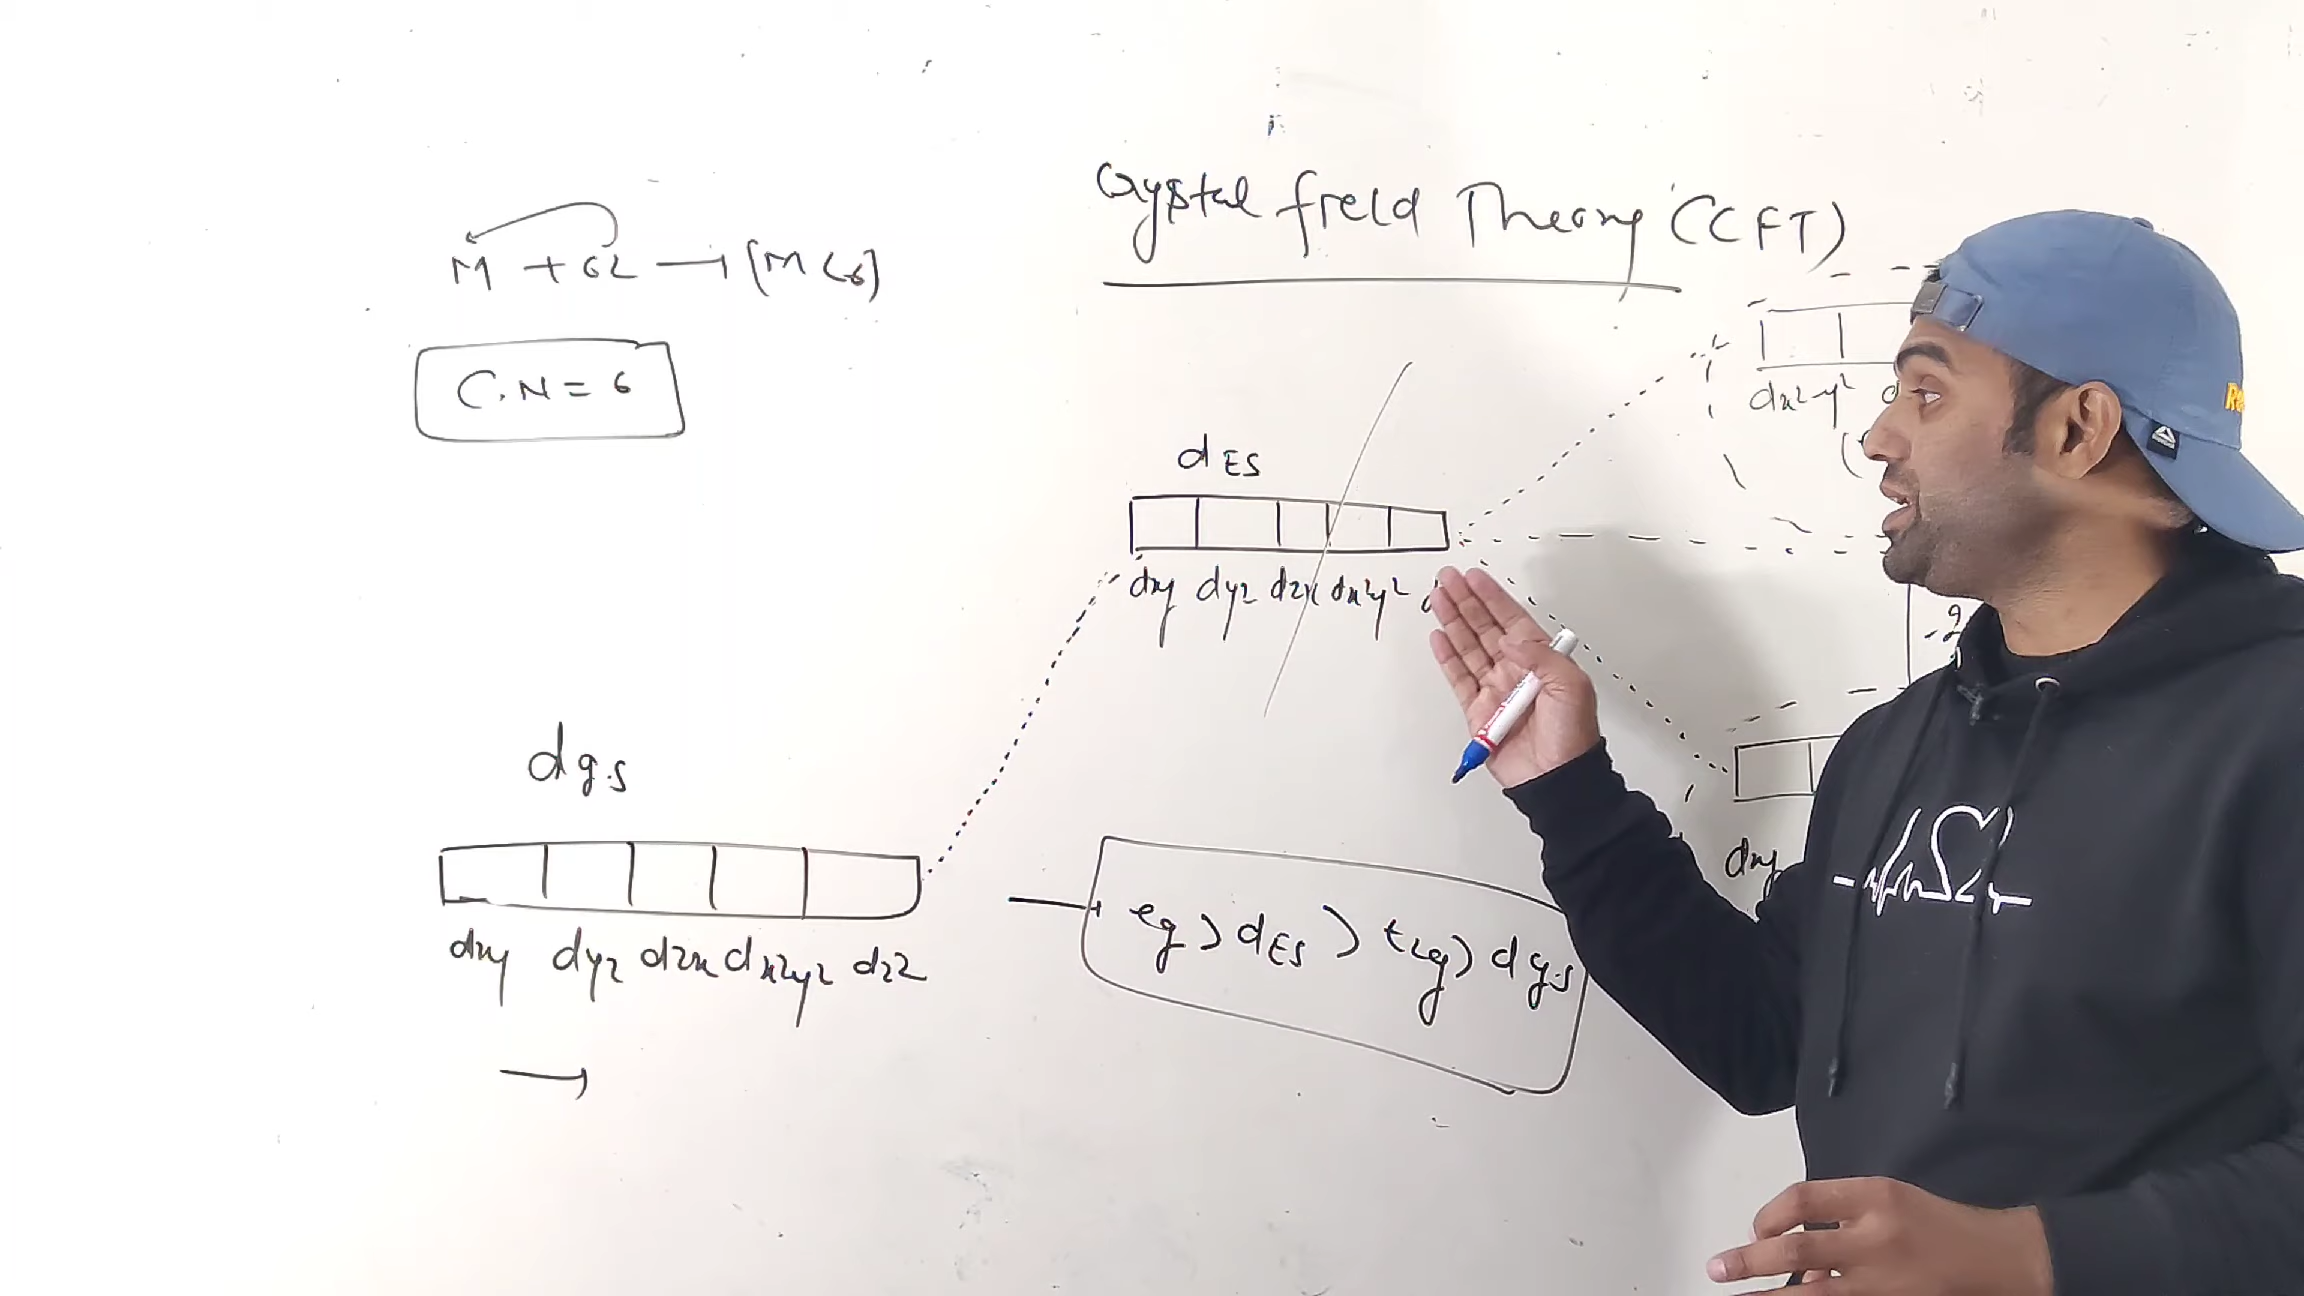 Crystal field Theory (CFT)
M + 6L → [ML6]
C.N = 6
dx²-y²
dES
dxy dyz dzx dx²y²
dg.s
dxy
eg > dES > t2g > dg.s
dxy dyz dzx dx²y² dz2